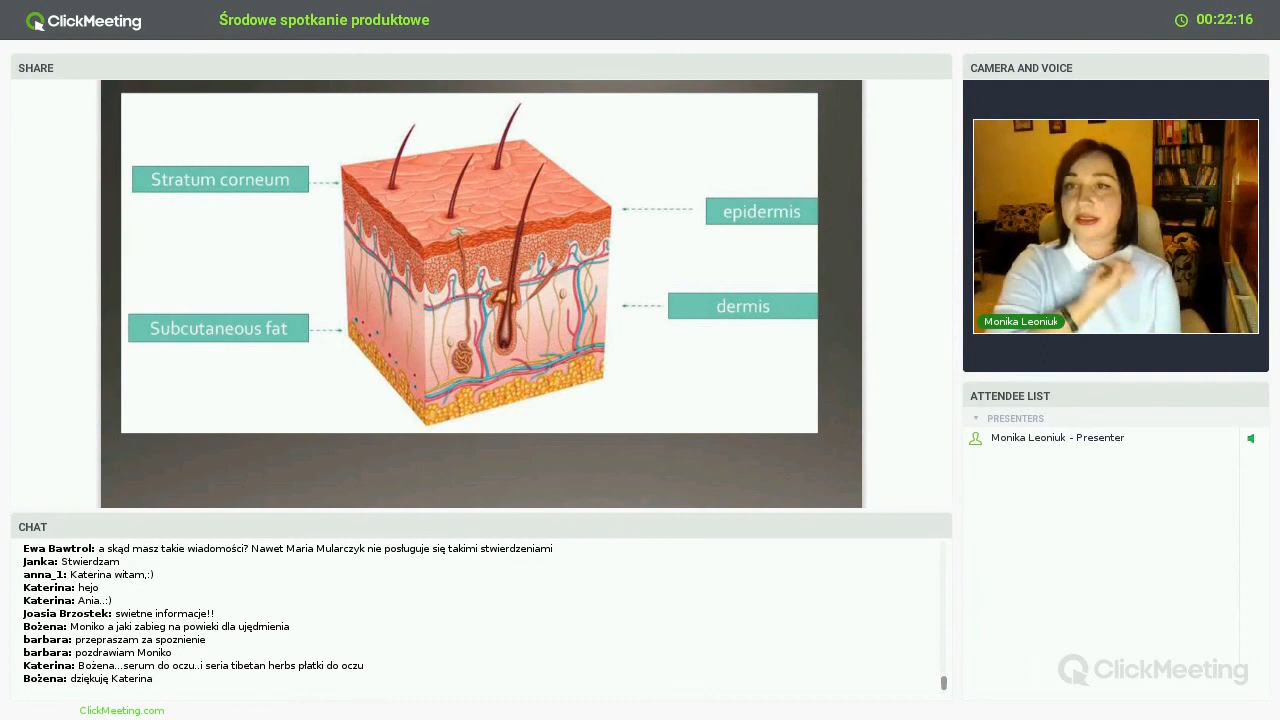 ClickMeeting
Środowe spotkanie produktowe
00:22:16
SHARE
Stratum corneum
epidermis
Subcutaneous fat
dermis
CAMERA AND VOICE
Monika Leoniuk
ATTENDEE LIST
PRESENTERS
Monika Leoniuk - Presenter
CHAT
Ewa Bawtrol: a skąd masz takie wiadomości? Nawet Maria Mularczyk nie posługuje się takimi stwierdzeniami
Janka: Stwierdzam
anna_1: Katerina witam,:)
Katerina: hejo
Katerina: Ania..:)
Joasia Brzostek: swietne informacje!!
Bożena: Moniko a jaki zabieg na powieki dla ujędrnienia
barbara: przepraszam za spoznienie
barbara: pozdrawiam Moniko
Katerina: Bożena...serum do oczu..i seria tibetan herbs płatki do oczu
Bożena: dziękuję Katerina
ClickMeeting
ClickMeeting.com